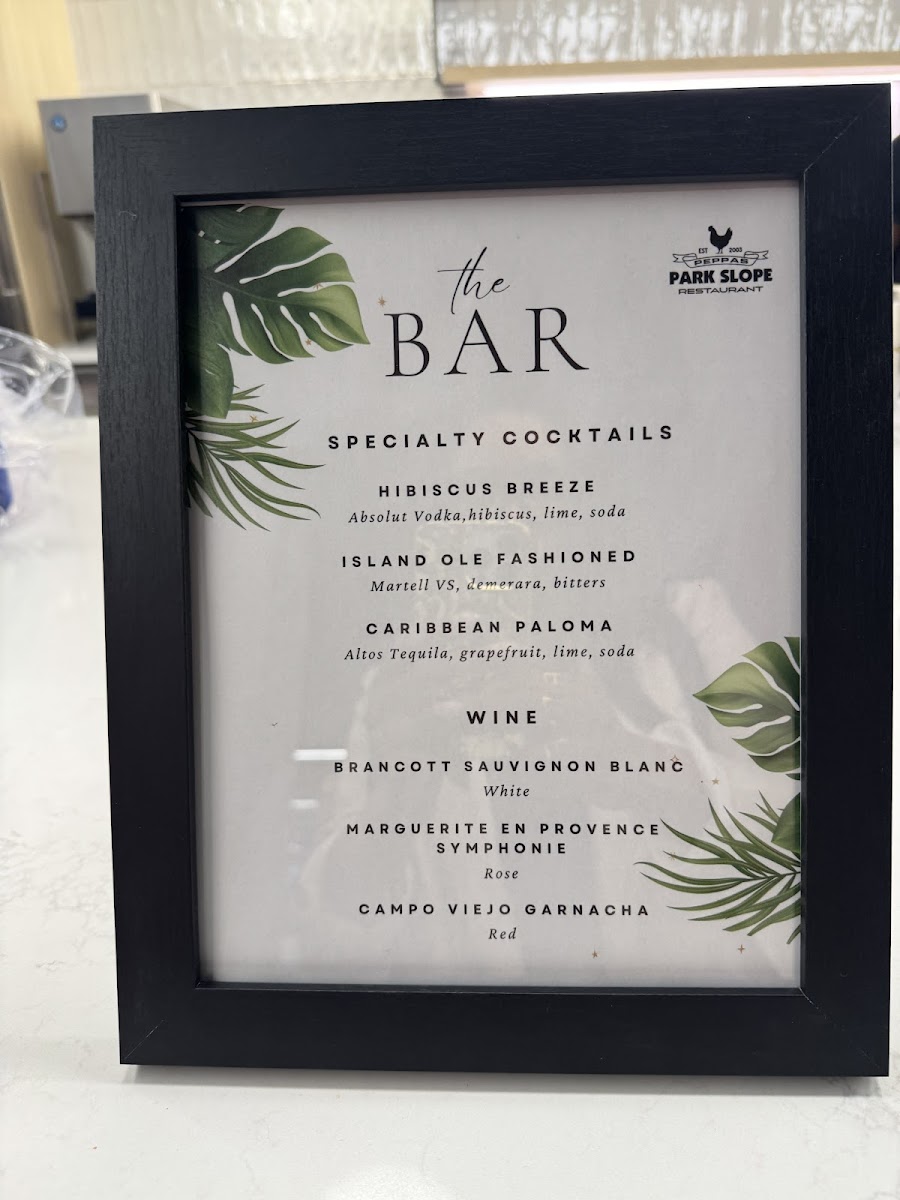 the
BAR
EST 2003
PEPPAS
PARK SLOPE
RESTAURANT
SPECIALTY COCKTAILS
HIBISCUS BREEZE
Absolut Vodka,hibiscus, lime, soda
ISLAND OLE FASHIONED
Martell VS, demerara, bitters
CARIBBEAN PALOMA
Altos Tequila, grapefruit, lime, soda
WINE
BRANCOTT SAUVIGNON BLANC
White
MARGUERITE EN PROVENCE
SYMPHONIE
Rose
CAMPO VIEJO GARNACHA
Red